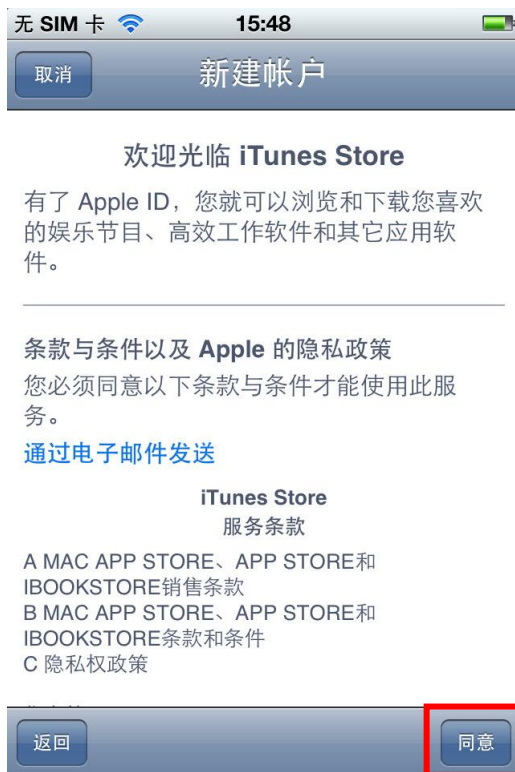 无 SIM 卡 15:48
取消 新建帐户
欢迎光临 iTunes Store
有了 Apple ID，您就可以浏览和下载您喜欢
的娱乐节目、高效工作软件和其它应用软
件。
条款与条件以及 Apple 的隐私政策
您必须同意以下条款与条件才能使用此服
务。
通过电子邮件发送
iTunes Store
服务条款
A MAC APP STORE、APP STORE和
IBOOKSTORE销售条款
B MAC APP STORE、APP STORE和
IBOOKSTORE条款和条件
C 隐私权政策
返回 同意